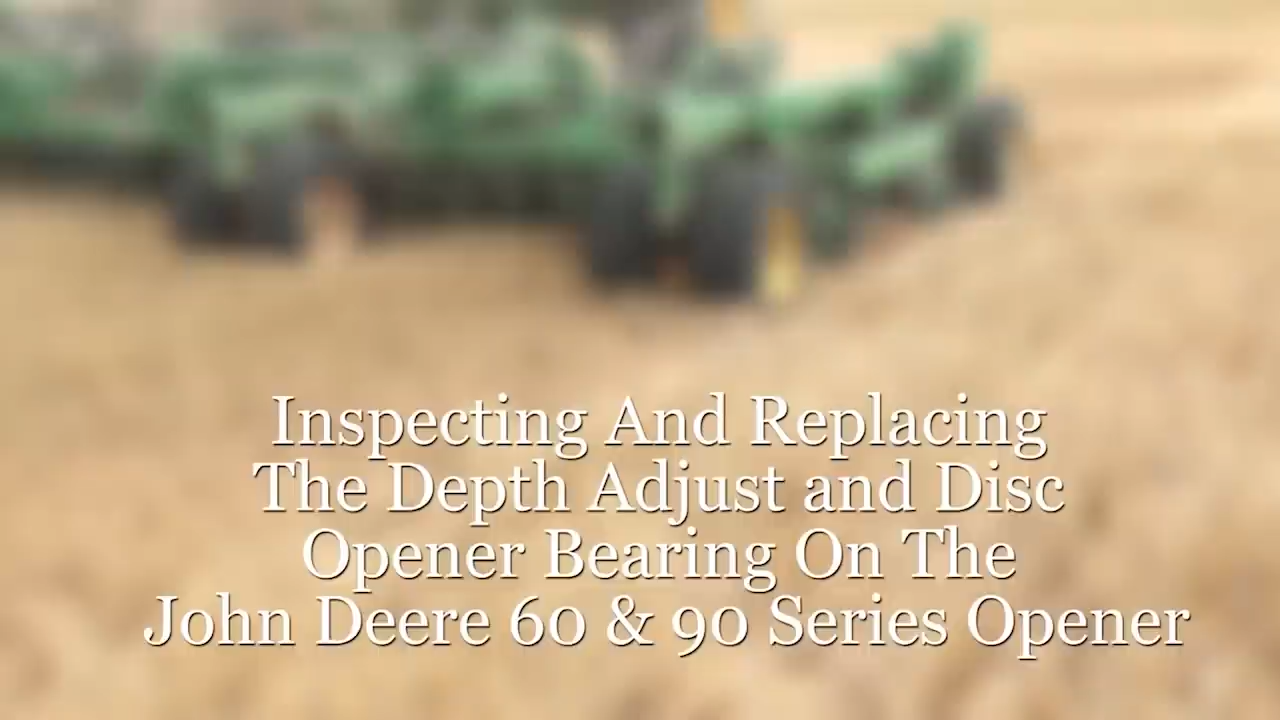 Inspecting And Replacing
The Depth Adjust and Disc
Opener Bearing On The
John Deere 60 & 90 Series Opener